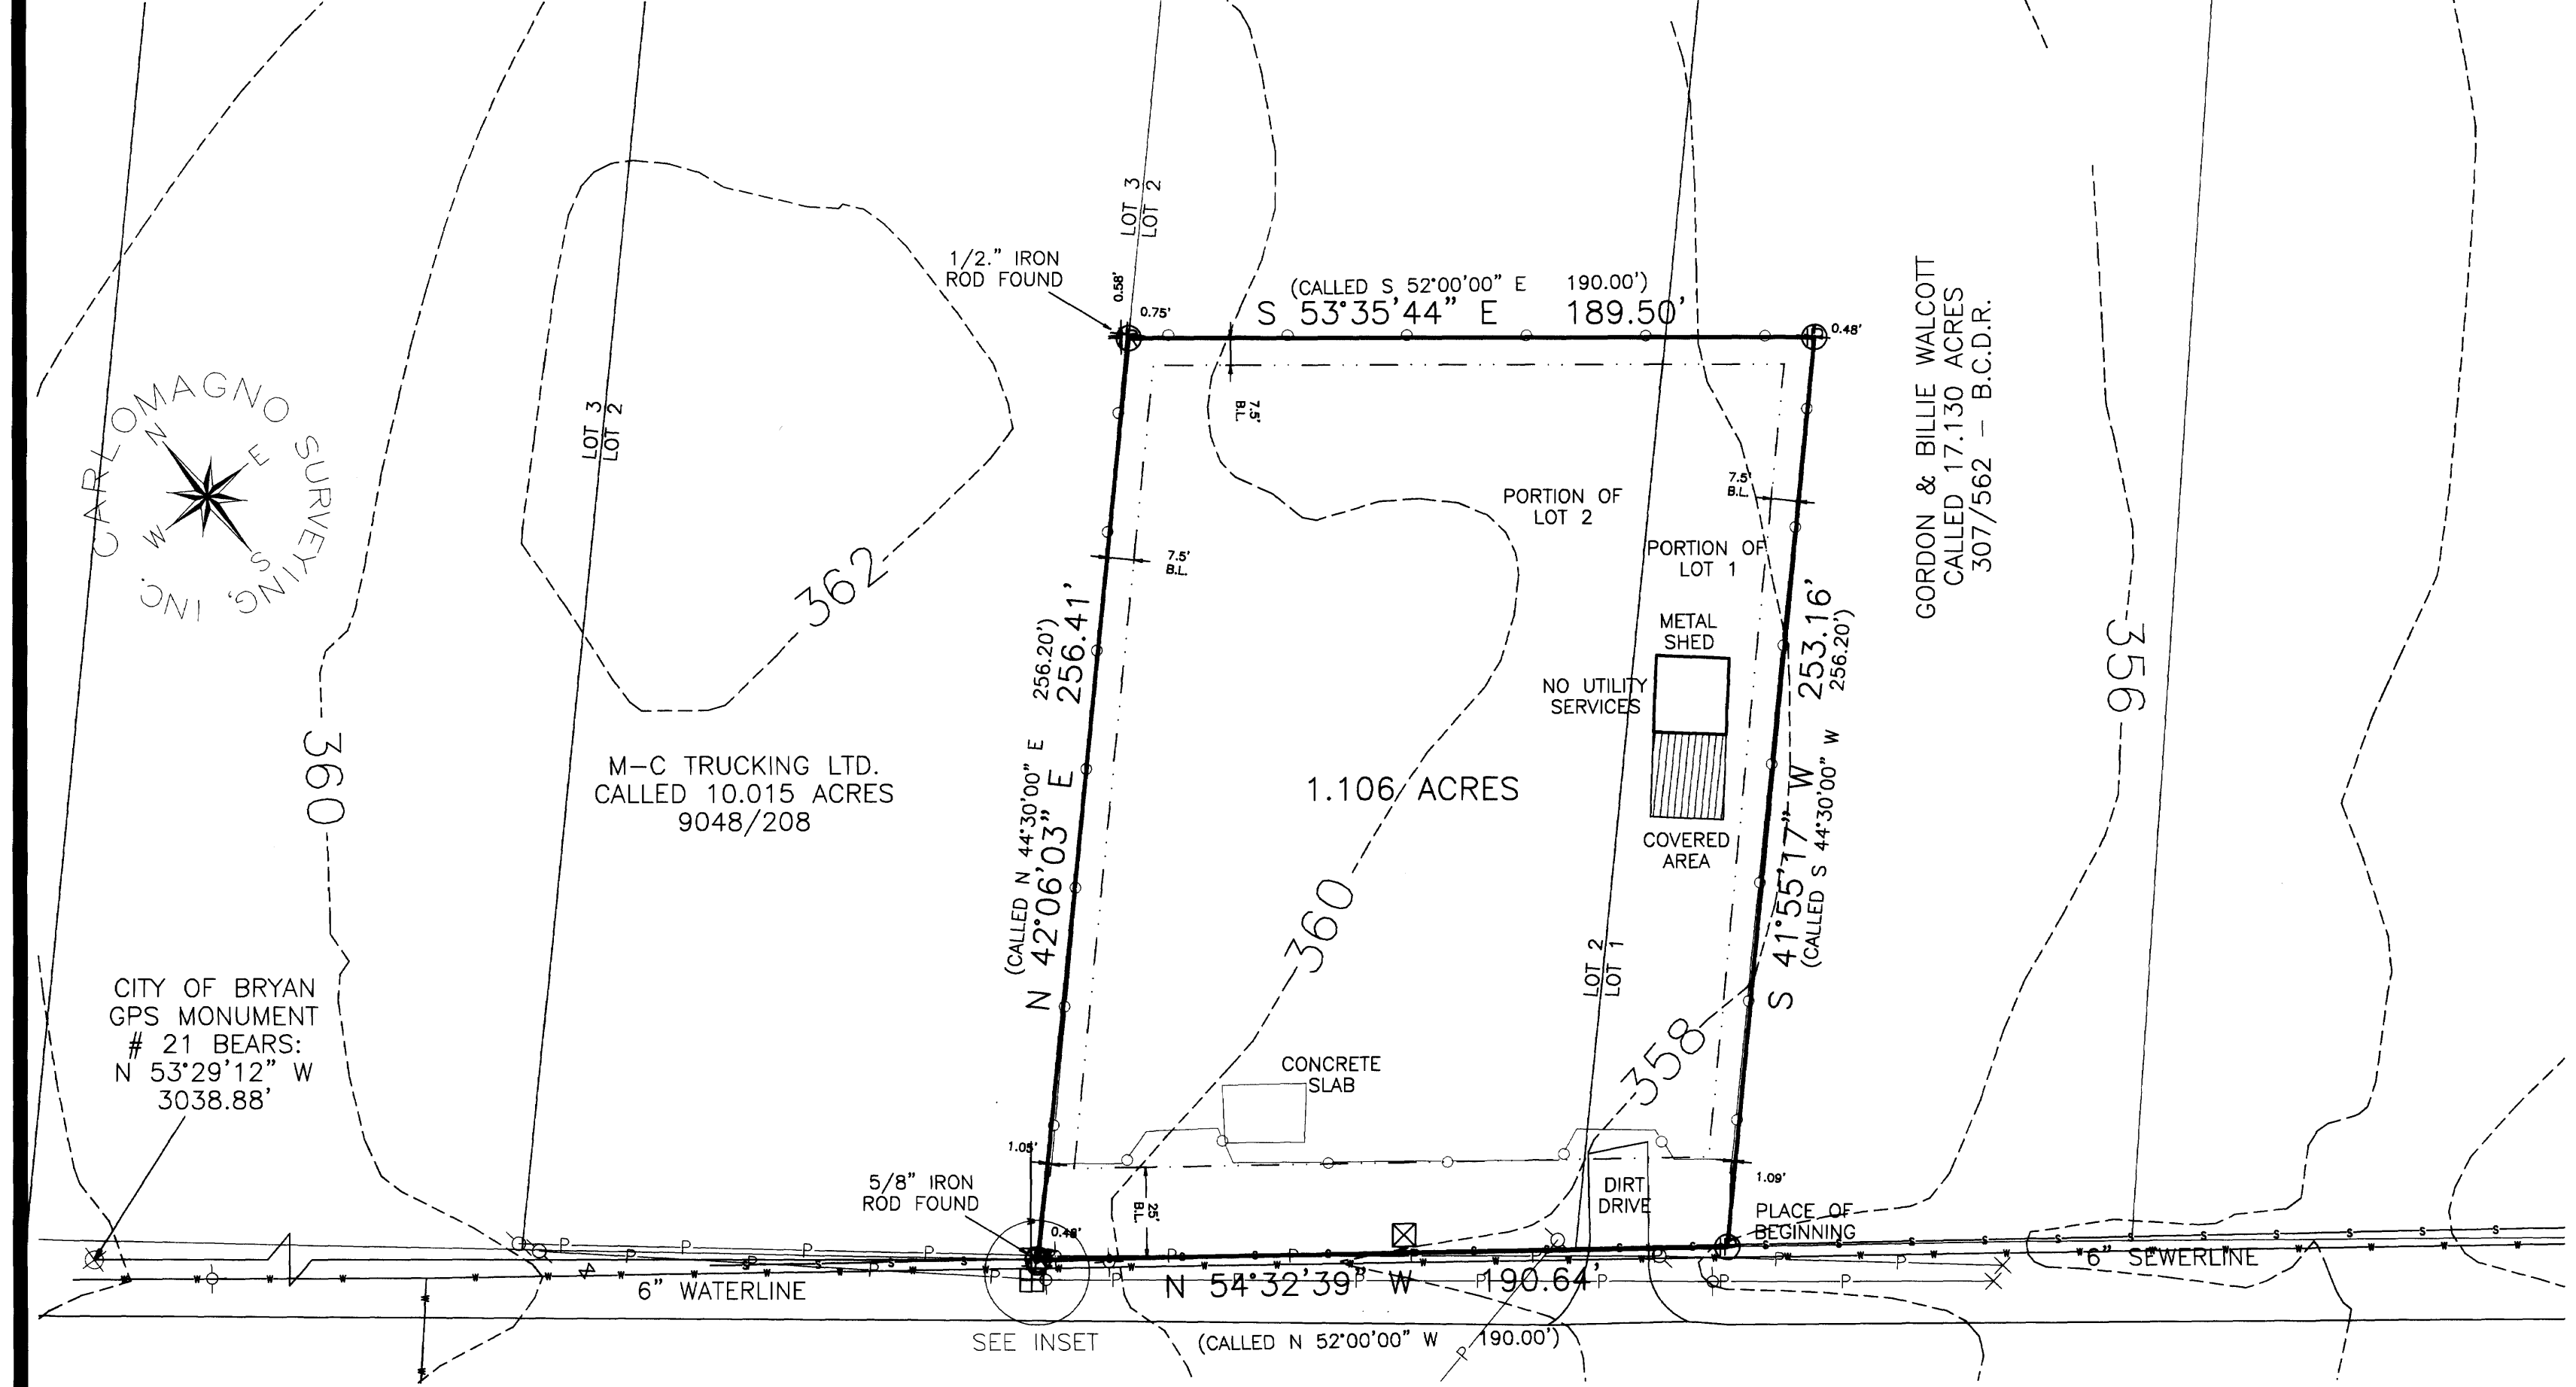 LOT 3
LOT 2
1/2." IRON
ROD FOUND
0.58'
0.75'
(CALLED S 52°00'00" E 190.00')
S 53°35'44" E 189.50'
0.48'
GORDON & BILLIE WALCOTT
CALLED 17.130 ACRES
307/562 – B.C.D.R.
CARLOMAGNO SURVEYING, INC.
N
E
S
W
LOT 3
LOT 2
7.5'
B.L.
7.5'
B.L.
7.5'
B.L.
PORTION OF
LOT 2
PORTION OF
LOT 1
METAL
SHED
NO UTILITY
SERVICES
COVERED
AREA
362
360
356
M–C TRUCKING LTD.
CALLED 10.015 ACRES
9048/208
(CALLED N 44°30'00" E 256.20')
N 42°06'03" E 256.41'
1.106 ACRES
S 41°55'17" W 253.16'
(CALLED S 44°30'00" W 256.20')
360
LOT 2
LOT 1
358
CITY OF BRYAN
GPS MONUMENT
# 21 BEARS:
N 53°29'12" W
3038.88'
CONCRETE
SLAB
1.05'
5/8" IRON
ROD FOUND
0.48'
25'
B.L.
DIRT
DRIVE
1.09'
PLACE OF
BEGINNING
6" WATERLINE
6" SEWERLINE
N 54°32'39" W 190.64'
SEE INSET
(CALLED N 52°00'00" W 190.00')